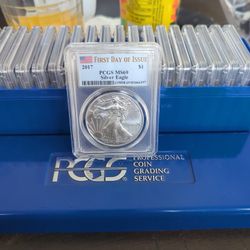 FIRST DAY OF ISSUE
2017 $1
PCGS MS69
Silver Eagle
PCGS
PROFESSIONAL
COIN
GRADING
SERVICE